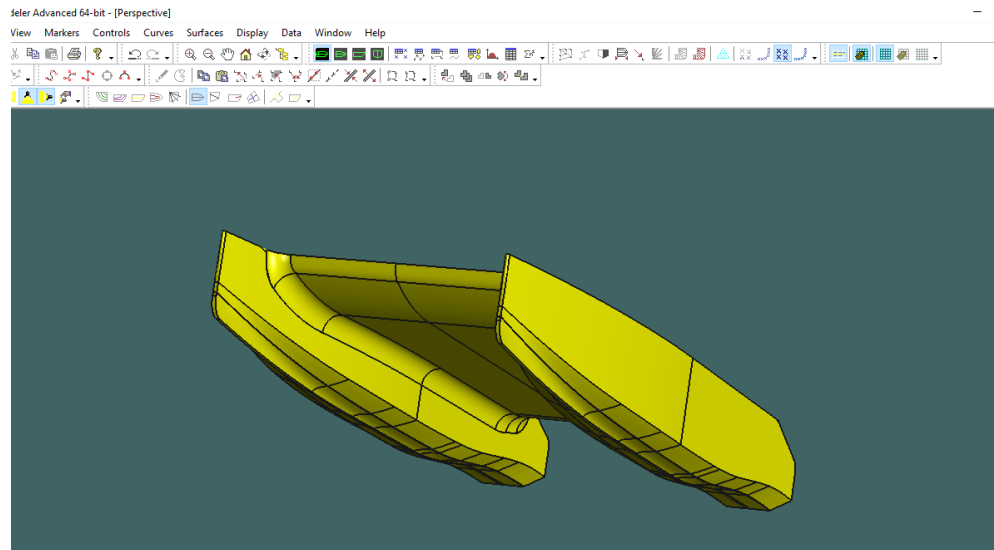 deler Advanced 64-bit - [Perspective]
View Markers Controls Curves Surfaces Display Data Window Help